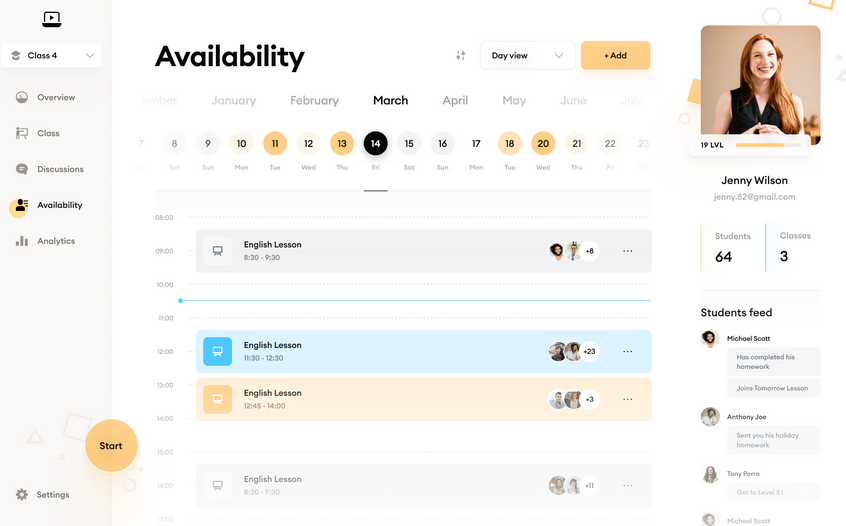 Class 4
Overview
Class
Discussions
Availability
Analytics
Start
Settings
Availability
Day view
+ Add
January February March April May June July
7 8 9 10 11 12 13 14 15 16 17 18 20 21 22 23
Fri Sat Sun Mon Tue Wed Thu Fri Sat Sun Mon Tue Wed Thu Fri Sat
08:00
English Lesson
8:30 - 9:30
+8
09:00
10:00
11:00
English Lesson
11:30 - 12:30
+23
12:00
13:00
English Lesson
12:45 - 14:00
+3
14:00
15:00
English Lesson
8:30 - 9:30
+11
16:00
17:00
19 LVL
Jenny Wilson
jenny.82@gmail.com
Students
64
Classes
3
Students feed
Michael Scott
Has completed his
homework
Joins Tomorrow Lesson
Anthony Joe
Sent you his holiday
homework
Tony Porro
Got to Level 5 !
Michael Scott